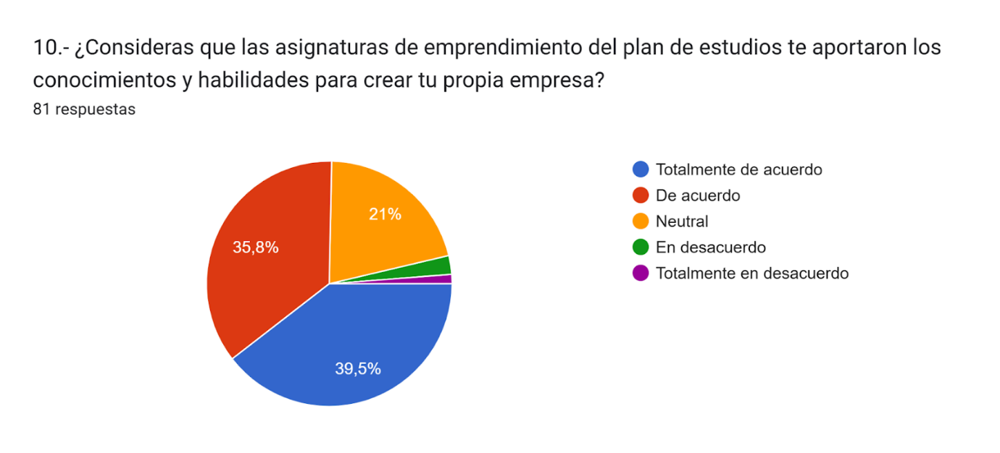 10.- ¿Consideras que las asignaturas de emprendimiento del plan de estudios te aportaron los
conocimientos y habilidades para crear tu propia empresa?
81 respuestas
21%
35,8%
39,5%
Totalmente de acuerdo
De acuerdo
Neutral
En desacuerdo
Totalmente en desacuerdo